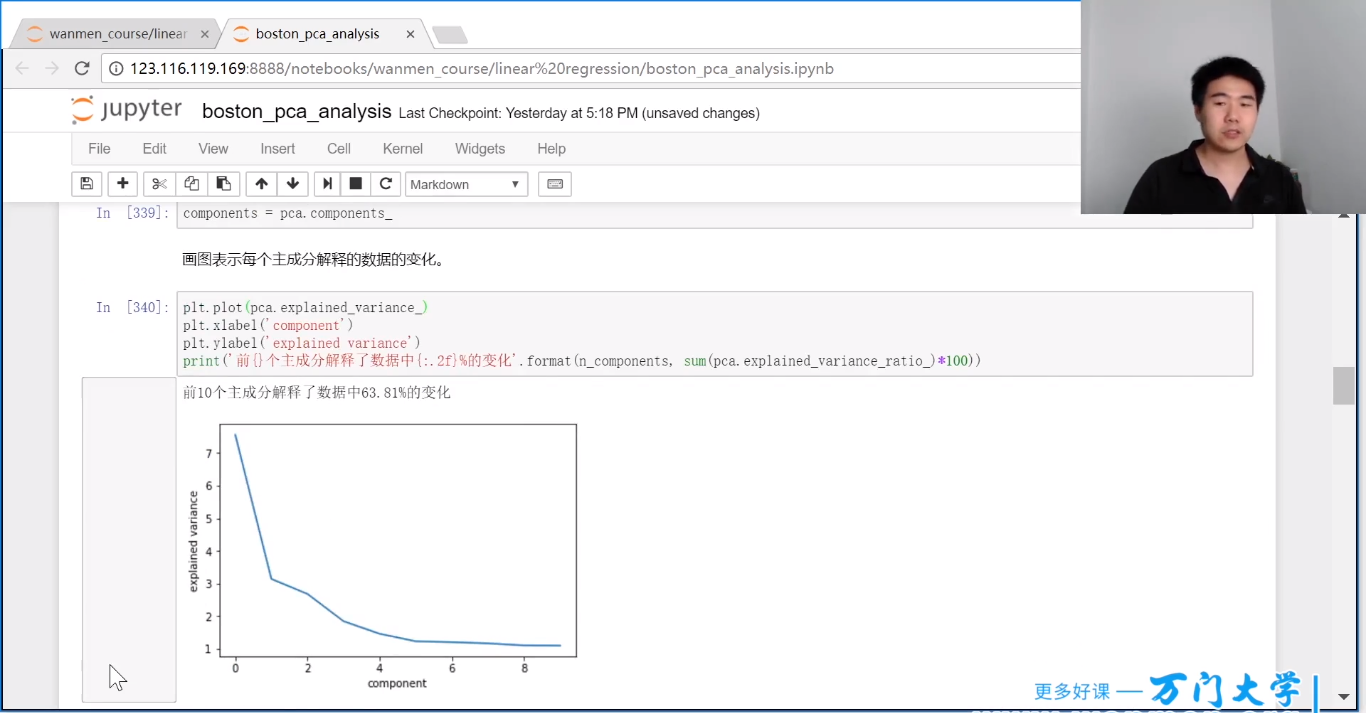 wanmen_course/linear
boston_pca_analysis
123.116.119.169:8888/notebooks/wanmen_course/linear%20regression/boston_pca_analysis.ipynb
jupyter boston_pca_analysis Last Checkpoint: Yesterday at 5:18 PM (unsaved changes)
File Edit View Insert Cell Kernel Widgets Help
Markdown
In [339]: components = pca.components_
画图表示每个主成分解释的数据的变化。
In [340]: plt.plot(pca.explained_variance_)
plt.xlabel('component')
plt.ylabel('explained variance')
print('前{}个主成分解释了数据中{:.2f}%的变化'.format(n_components, sum(pca.explained_variance_ratio_)*100))
前10个主成分解释了数据中63.81%的变化
7
6
5
4
3
2
1
explained variance
0 2 4 6 8
component
更多好课 — 万门大学